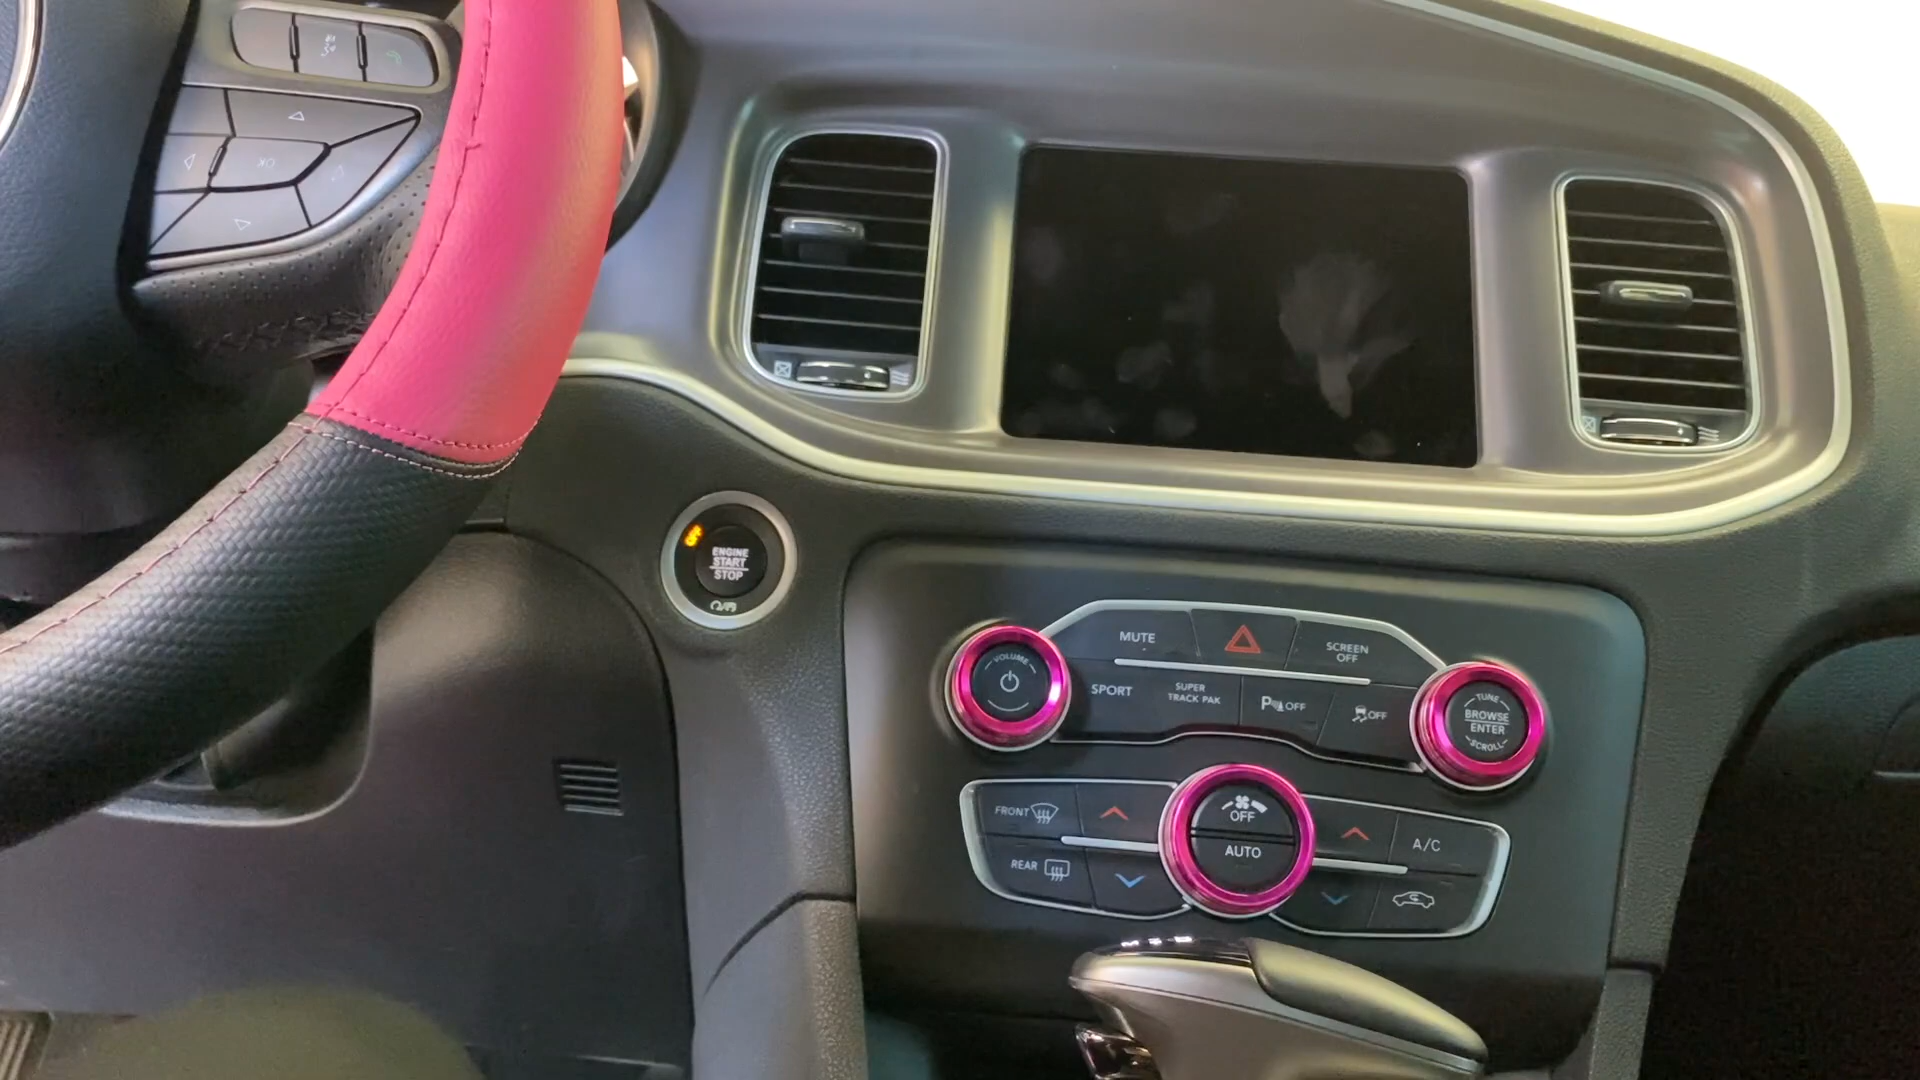 OK
ENGINE
START
STOP
VOLUME
MUTE
SCREEN
OFF
SPORT
SUPER
TRACK PAK
P OFF
OFF
TUNE
BROWSE
ENTER
SCROLL
FRONT
REAR
OFF
AUTO
A/C